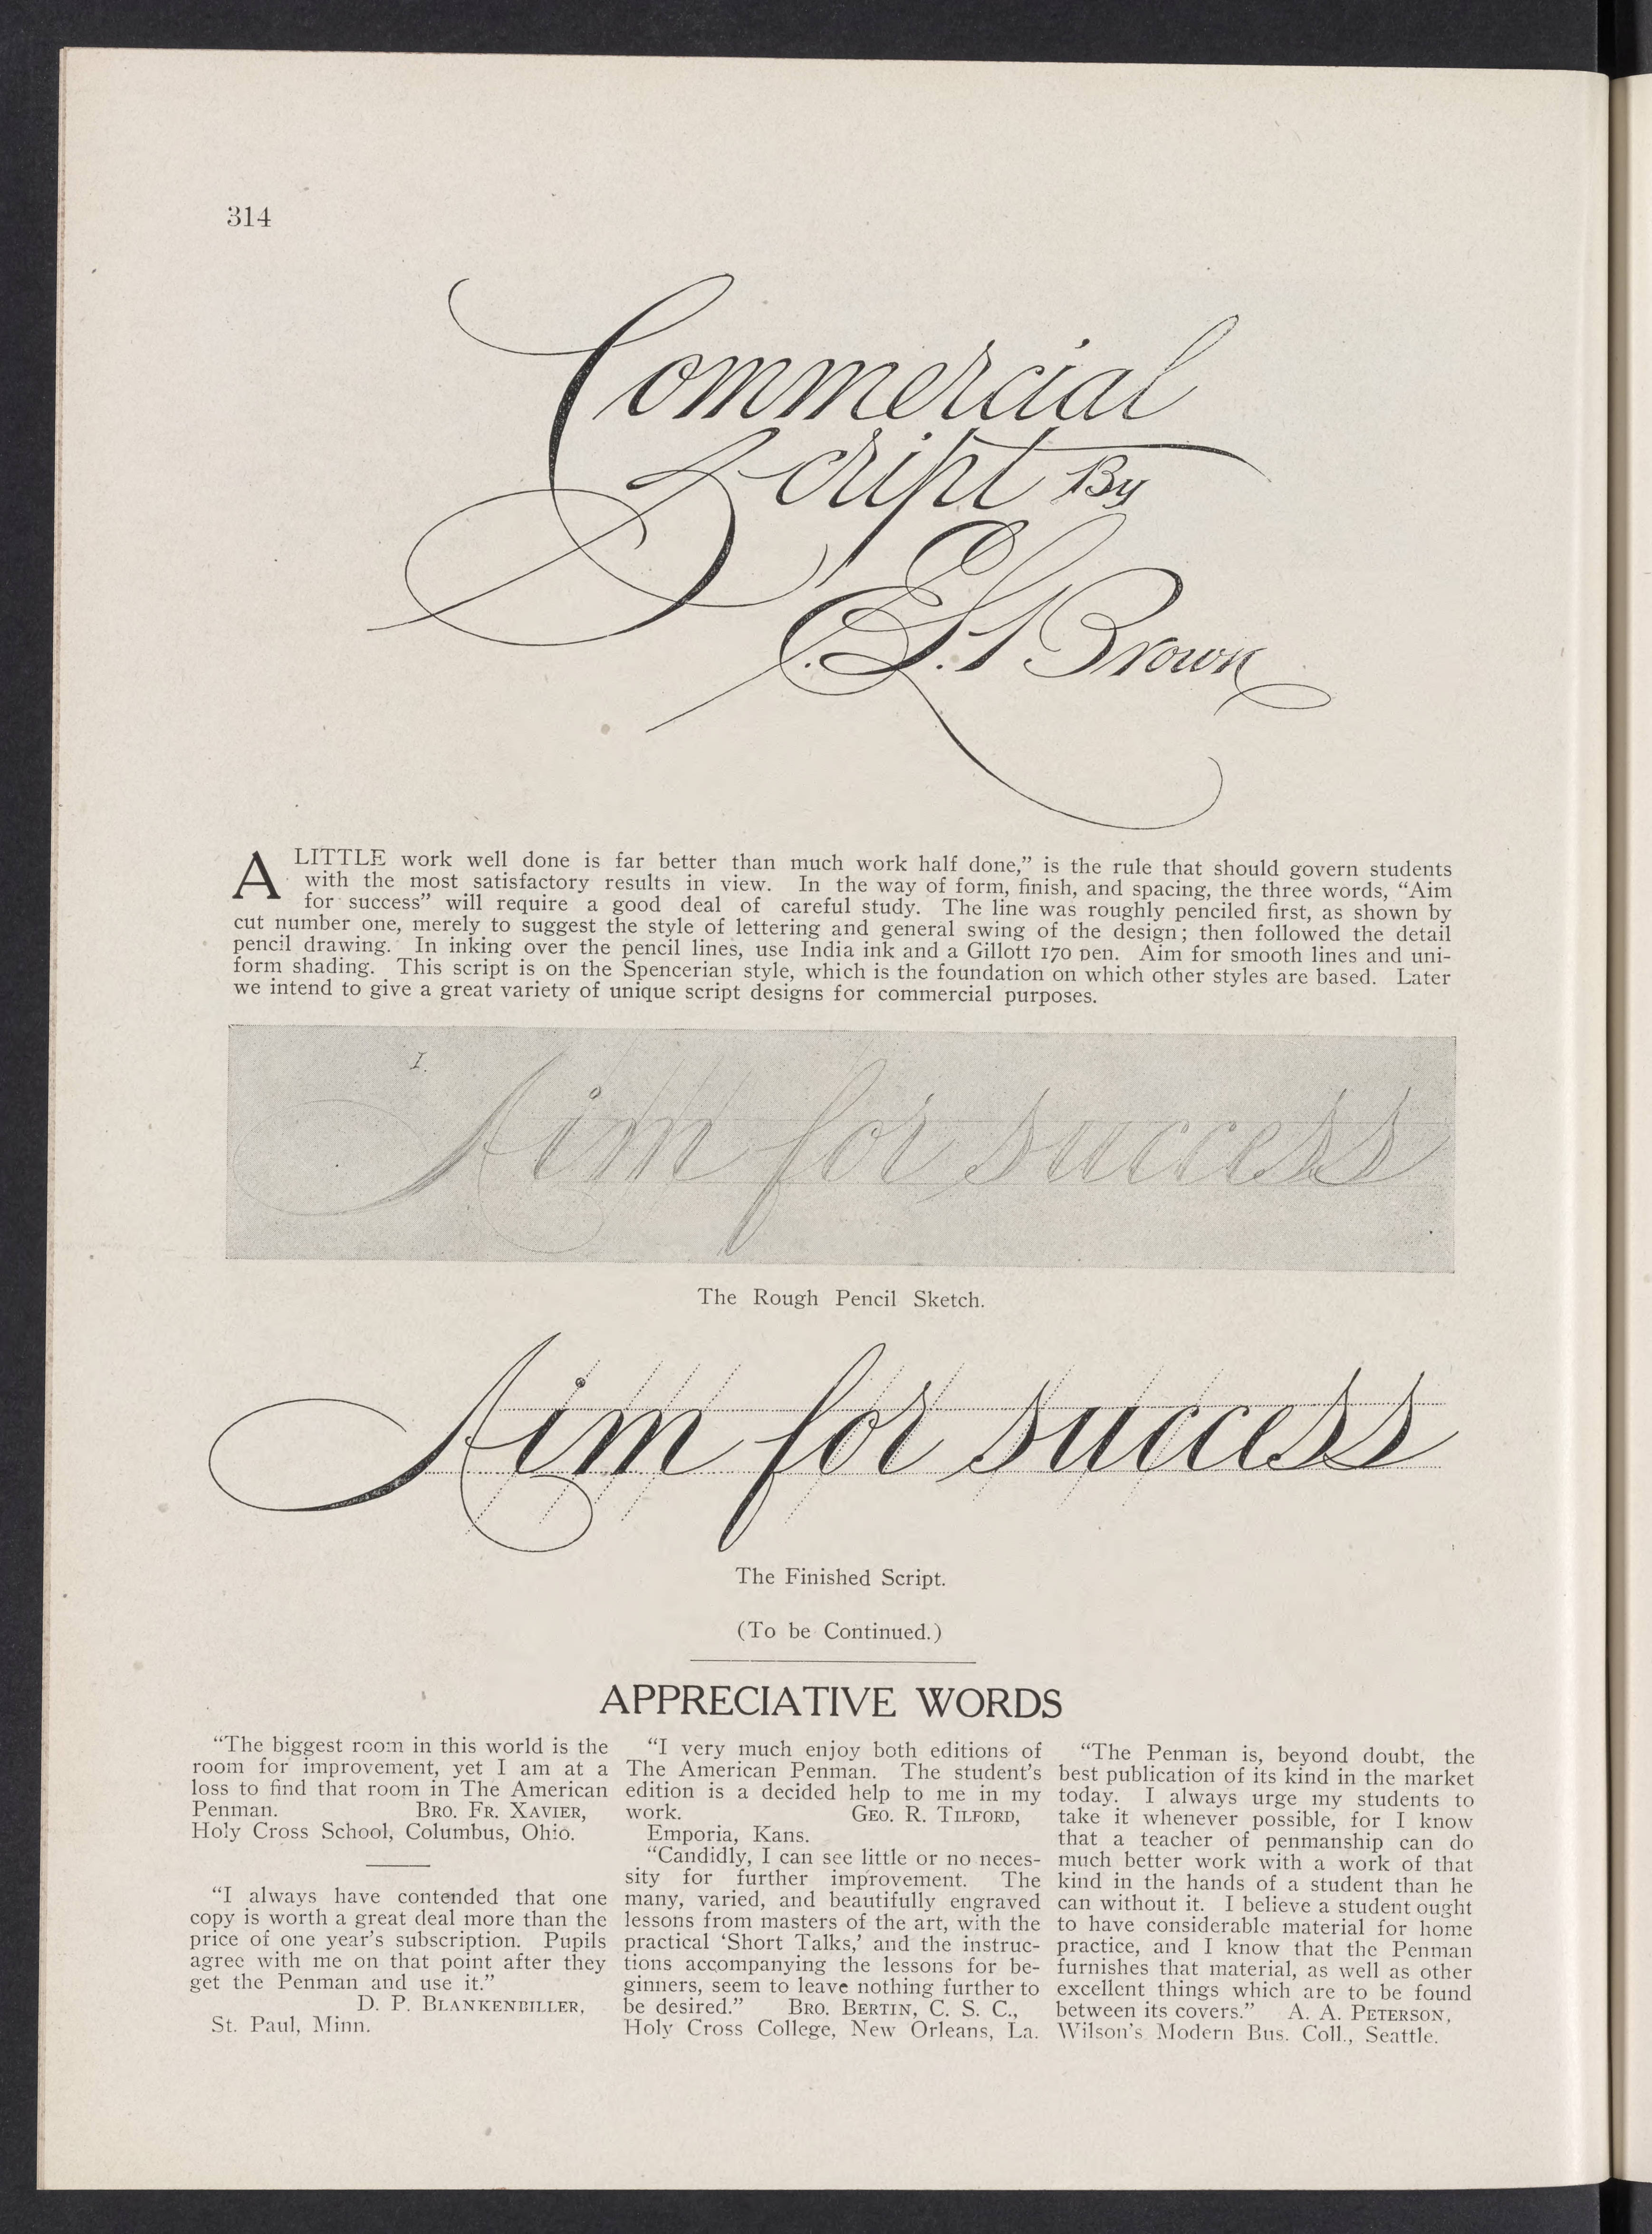 314
Commercial
Script By
E. L. Brown
A LITTLE work well done is far better than much work half done,” is the rule that should govern students
with the most satisfactory results in view. In the way of form, finish, and spacing, the three words, “Aim
for success” will require a good deal of careful study. The line was roughly penciled first, as shown by
cut number one, merely to suggest the style of lettering and general swing of the design; then followed the detail
pencil drawing. In inking over the pencil lines, use India ink and a Gillott 170 pen. Aim for smooth lines and uni-
form shading. This script is on the Spencerian style, which is the foundation on which other styles are based. Later
we intend to give a great variety of unique script designs for commercial purposes.
1.
Aim for success
The Rough Pencil Sketch.
Aim for success
The Finished Script.
(To be Continued.)
APPRECIATIVE WORDS
“The biggest room in this world is the
room for improvement, yet I am at a
loss to find that room in The American
Penman. BRO. FR. XAVIER,
Holy Cross School, Columbus, Ohio.
“I always have contended that one
copy is worth a great deal more than the
price of one year’s subscription. Pupils
agree with me on that point after they
get the Penman and use it.”
D. P. BLANKENBILLER,
St. Paul, Minn.
“I very much enjoy both editions of
The American Penman. The student’s
edition is a decided help to me in my
work. GEO. R. TILFORD,
Emporia, Kans.
“Candidly, I can see little or no neces-
sity for further improvement. The
many, varied, and beautifully engraved
lessons from masters of the art, with the
practical ‘Short Talks,’ and the instruc-
tions accompanying the lessons for be-
ginners, seem to leave nothing further to
be desired.” BRO. BERTIN, C. S. C.,
Holy Cross College, New Orleans, La.
“The Penman is, beyond doubt, the
best publication of its kind in the market
today. I always urge my students to
take it whenever possible, for I know
that a teacher of penmanship can do
much better work with a work of that
kind in the hands of a student than he
can without it. I believe a student ought
to have considerable material for home
practice, and I know that the Penman
furnishes that material, as well as other
excellent things which are to be found
between its covers.” A. A. PETERSON,
Wilson’s Modern Bus. Coll., Seattle.